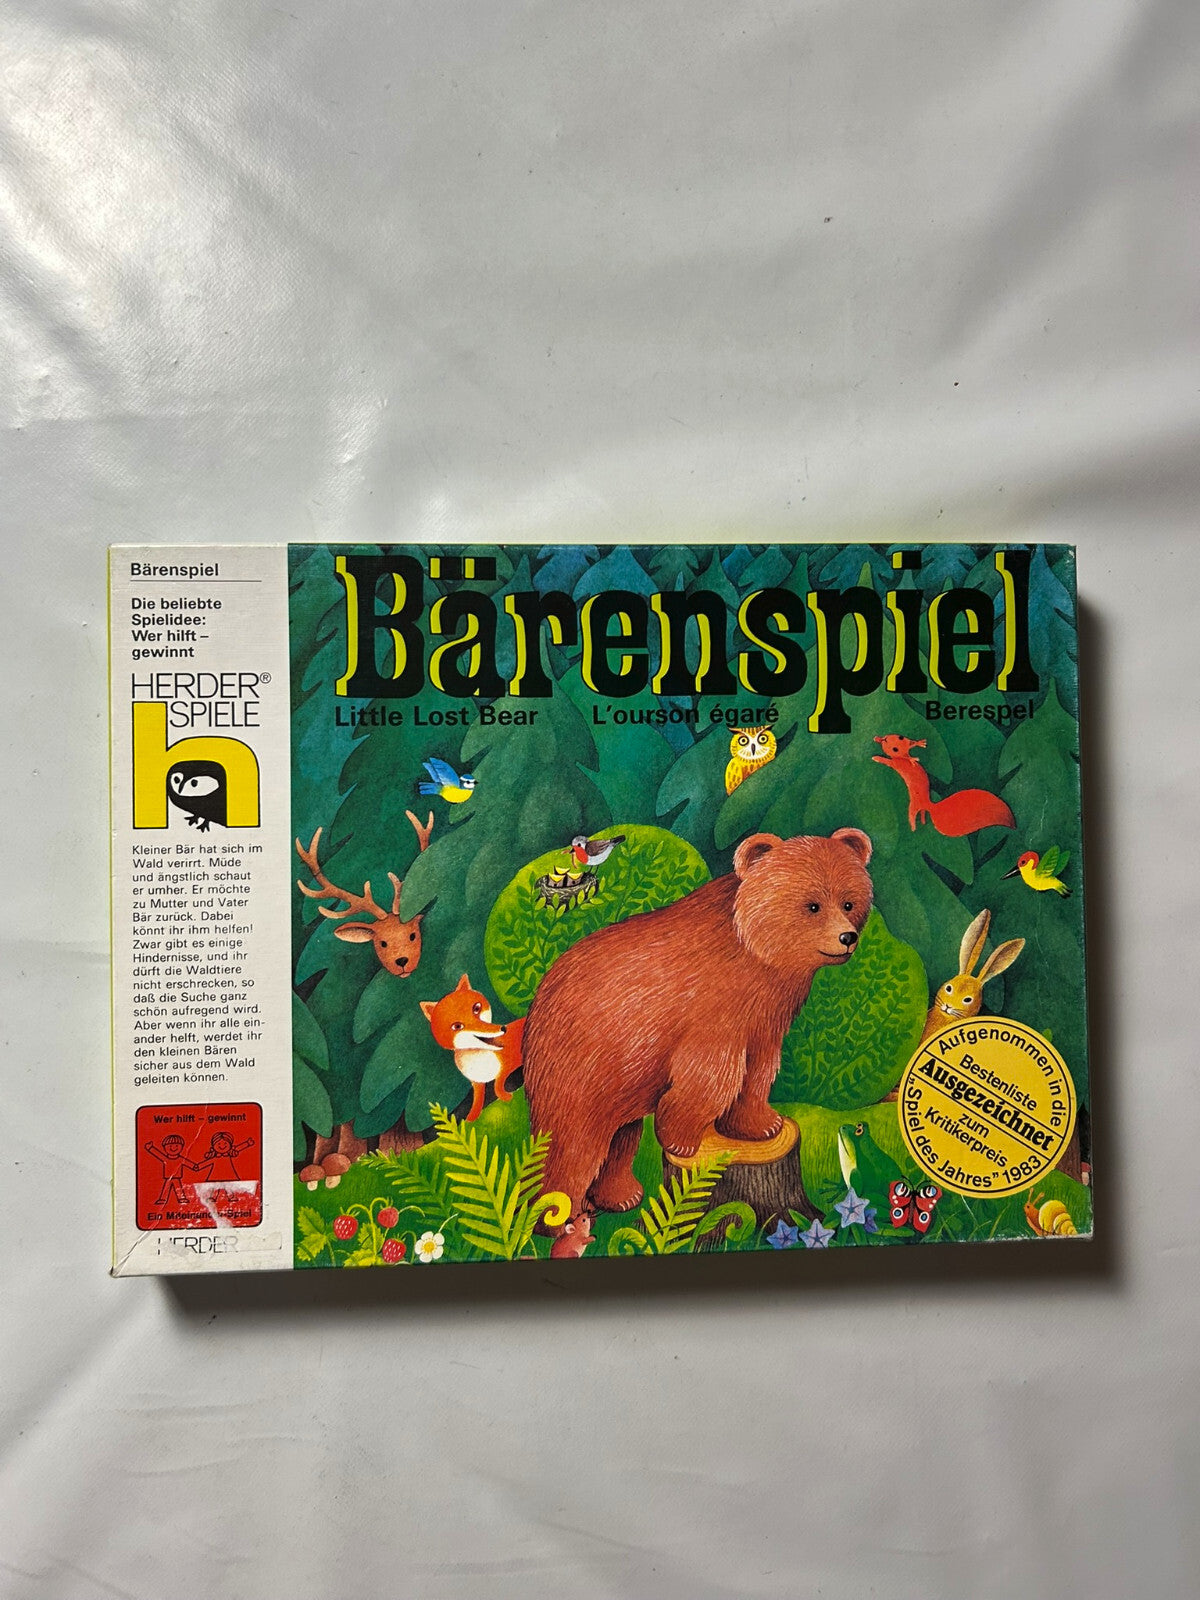 Bärenspiel
Die beliebte
Spielidee:
Wer hilft –
gewinnt
HERDER®
SPIELE
h
Kleiner Bär hat sich im
Wald verirrt. Müde
und ängstlich schaut
er umher. Er möchte
zu Mutter und Vater
Bär zurück. Dabei
könnt ihr ihm helfen!
Zwar gibt es einige
Hindernisse, und ihr
dürft die Waldtiere
nicht erschrecken, so
daß die Suche ganz
schön aufregend wird.
Aber wenn ihr alle ein-
ander helft, werdet ihr
den kleinen Bären
sicher aus dem Wald
geleiten können.
Wer hilft – gewinnt
Ein Miteinander-Spiel
HERDER
Bärenspiel
Little Lost Bear L'ourson égaré Berespel
Aufgenommen in die
Bestenliste
Ausgezeichnet
zum
Kritikerpreis
„Spiel des Jahres" 1983